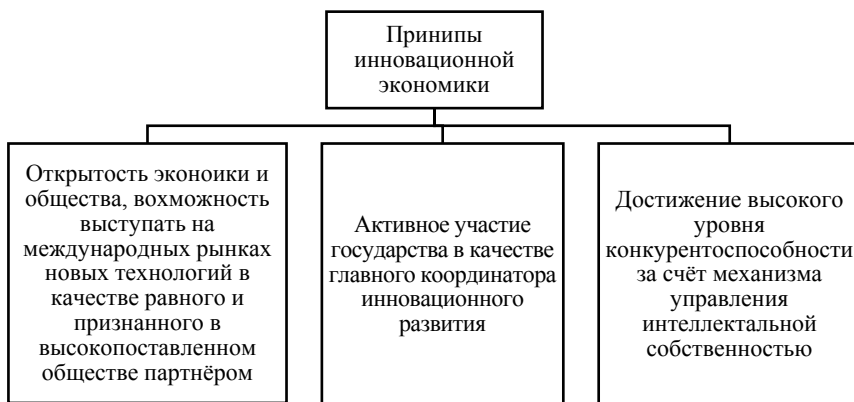 Принипы
инновационной
экономики
Открытость эконоики и
общества, вохможность
выступать на
международных рынках
новых технологий в
качестве равного и
признанного в
высокопоставленном
обществе партнёром
Активное участие
государства в качестве
главного координатора
инновационного
развития
Достижение высокого
уровня
конкурентоспособности
за счёт механизма
управления
интеллектальной
собственностью